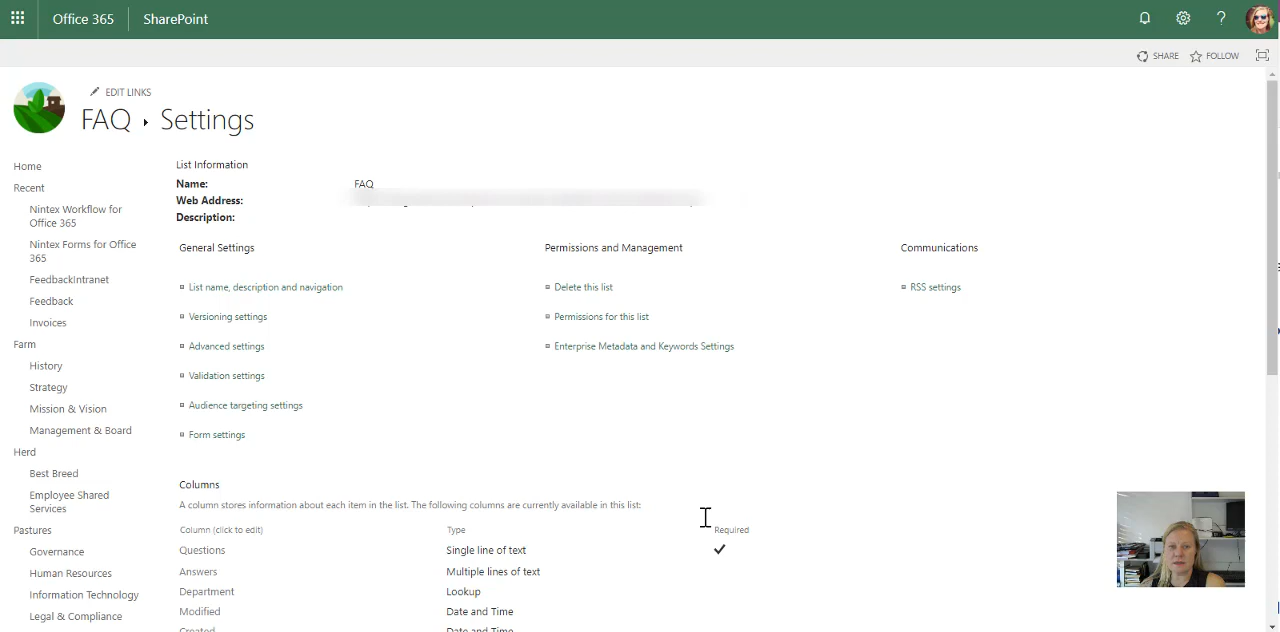 Office 365 SharePoint
?
SHARE FOLLOW
EDIT LINKS
FAQ ▸ Settings
Home
Recent
Nintex Workflow for
Office 365
Nintex Forms for Office
365
FeedbackIntranet
Feedback
Invoices
Farm
History
Strategy
Mission & Vision
Management & Board
Herd
Best Breed
Employee Shared
Services
Pastures
Governance
Human Resources
Information Technology
Legal & Compliance
List Information
Name: FAQ
Web Address:
Description:
General Settings
List name, description and navigation
Versioning settings
Advanced settings
Validation settings
Audience targeting settings
Form settings
Permissions and Management
Delete this list
Permissions for this list
Enterprise Metadata and Keywords Settings
Communications
RSS settings
Columns
A column stores information about each item in the list. The following columns are currently available in this list:
Column (click to edit) Type Required
Questions Single line of text ✓
Answers Multiple lines of text
Department Lookup
Modified Date and Time
Created Date and Time